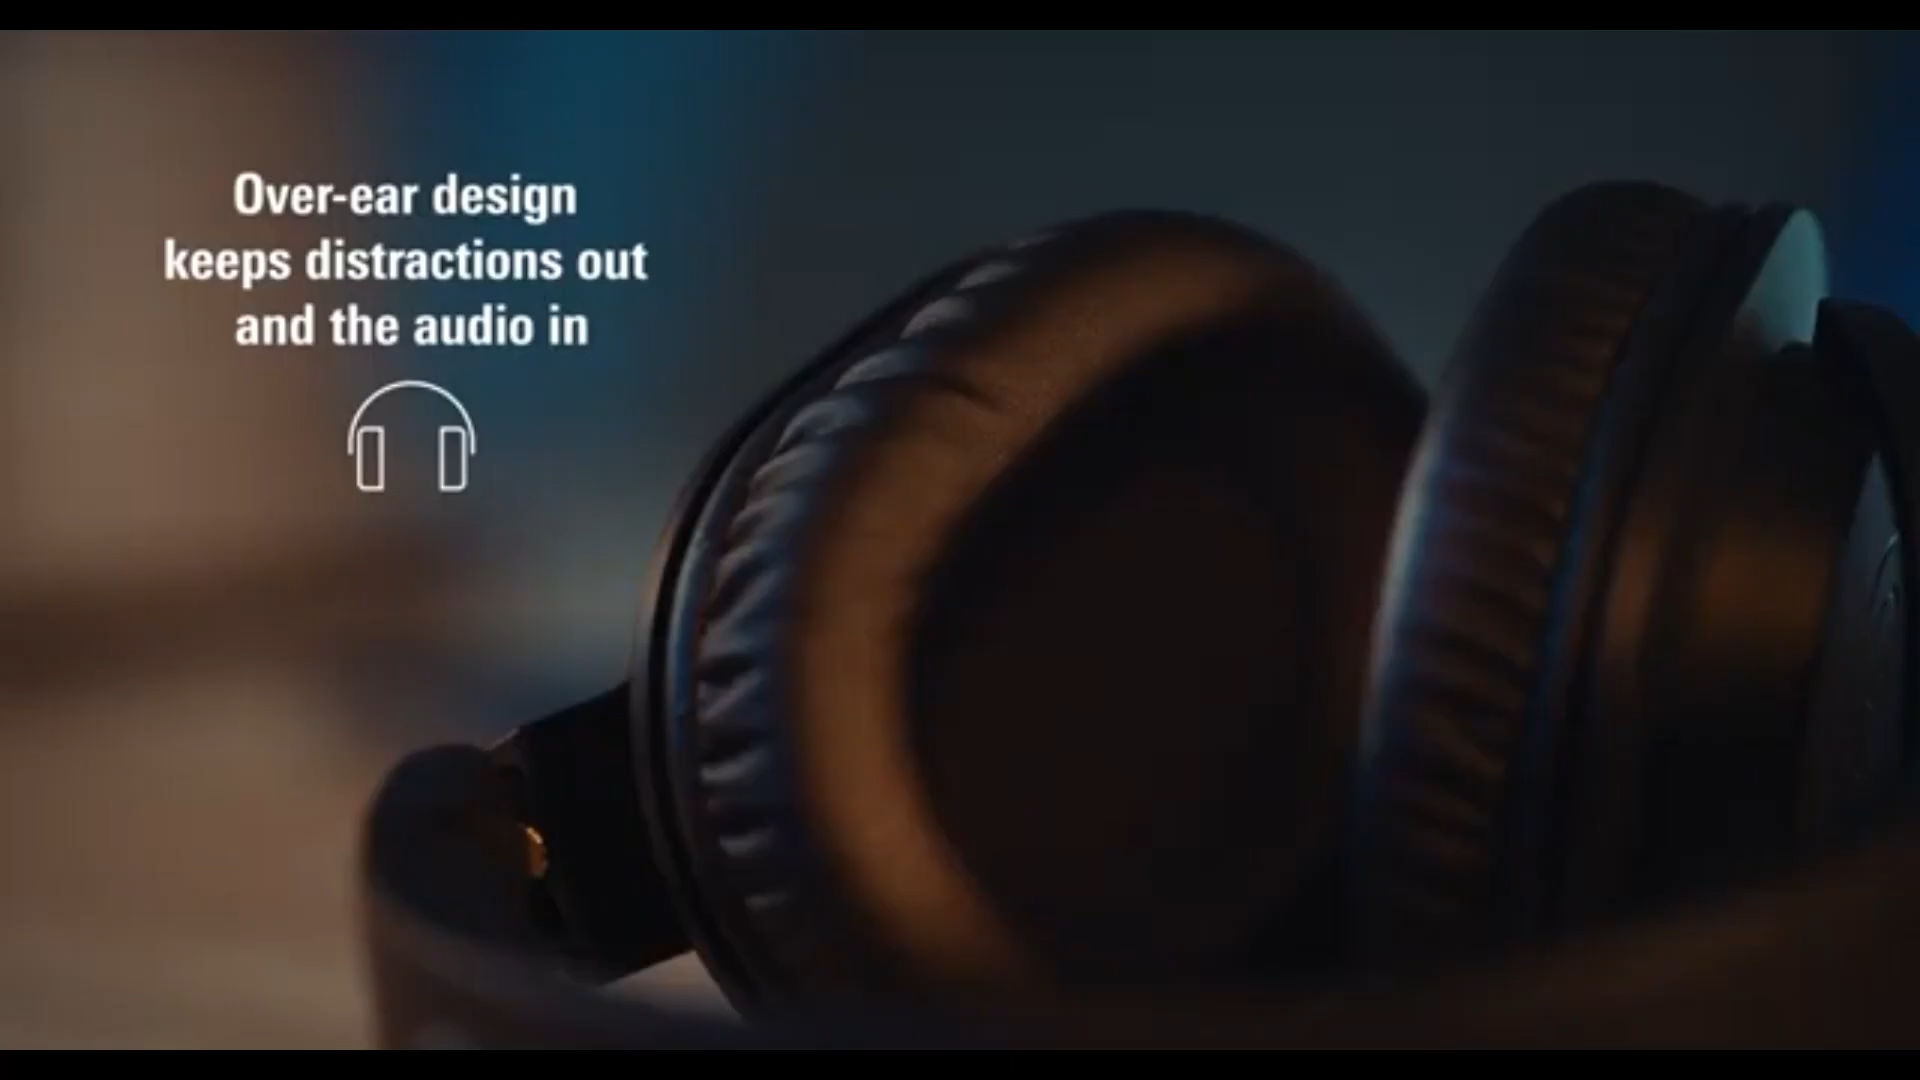 Over-ear design
keeps distractions out
and the audio in